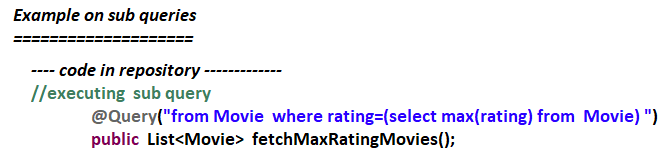 Example on sub queries
====================
---- code in repository -------------
//executing sub query
@Query("from Movie where rating=(select max(rating) from Movie) ")
public List<Movie> fetchMaxRatingMovies();